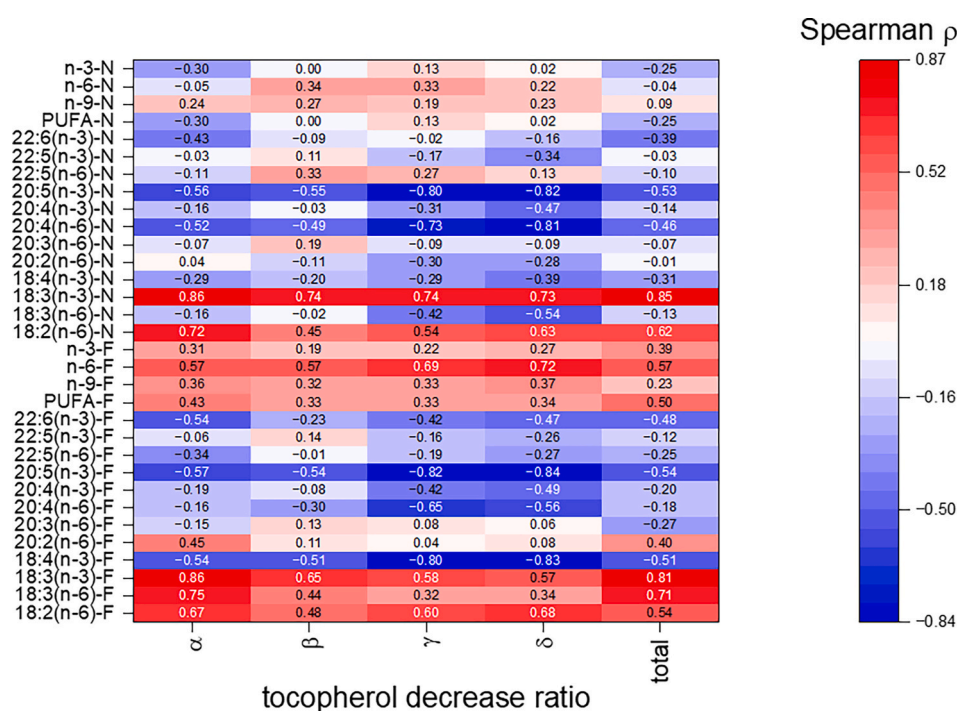 Spearman ρ
n-3-N −0.30 0.00 0.13 0.02 −0.25 0.87
n-6-N −0.05 0.34 0.33 0.22 −0.04
n-9-N 0.24 0.27 0.19 0.23 0.09
PUFA-N −0.30 0.00 0.13 0.02 −0.25
22:6(n-3)-N −0.43 −0.09 −0.02 −0.16 −0.39
22:5(n-3)-N −0.03 0.11 −0.17 −0.34 −0.03
22:5(n-6)-N −0.11 0.33 0.27 0.13 −0.10 0.52
20:5(n-3)-N −0.56 −0.55 −0.80 −0.82 −0.53
20:4(n-3)-N −0.16 −0.03 −0.31 −0.47 −0.14
20:4(n-6)-N −0.52 −0.49 −0.73 −0.81 −0.46
20:3(n-6)-N −0.07 0.19 −0.09 −0.09 −0.07
20:2(n-6)-N 0.04 −0.11 −0.30 −0.28 −0.01
18:4(n-3)-N −0.29 −0.20 −0.29 −0.39 −0.31 0.18
18:3(n-3)-N 0.86 0.74 0.74 0.73 0.85
18:3(n-6)-N −0.16 −0.02 −0.42 −0.54 −0.13
18:2(n-6)-N 0.72 0.45 0.54 0.63 0.62
n-3-F 0.31 0.19 0.22 0.27 0.39
n-6-F 0.57 0.57 0.69 0.72 0.57
n-9-F 0.36 0.32 0.33 0.37 0.23
PUFA-F 0.43 0.33 0.33 0.34 0.50 −0.16
22:6(n-3)-F −0.54 −0.23 −0.42 −0.47 −0.48
22:5(n-3)-F −0.06 0.14 −0.16 −0.26 −0.12
22:5(n-6)-F −0.34 −0.01 −0.19 −0.27 −0.25
20:5(n-3)-F −0.57 −0.54 −0.82 −0.84 −0.54
20:4(n-3)-F −0.19 −0.08 −0.42 −0.49 −0.20
20:4(n-6)-F −0.16 −0.30 −0.65 −0.56 −0.18 −0.50
20:3(n-6)-F −0.15 0.13 0.08 0.06 −0.27
20:2(n-6)-F 0.45 0.11 0.04 0.08 0.40
18:4(n-3)-F −0.54 −0.51 −0.80 −0.83 −0.51
18:3(n-3)-F 0.86 0.65 0.58 0.57 0.81
18:3(n-6)-F 0.75 0.44 0.32 0.34 0.71
18:2(n-6)-F 0.67 0.48 0.60 0.68 0.54 −0.84
α β γ δ total
tocopherol decrease ratio